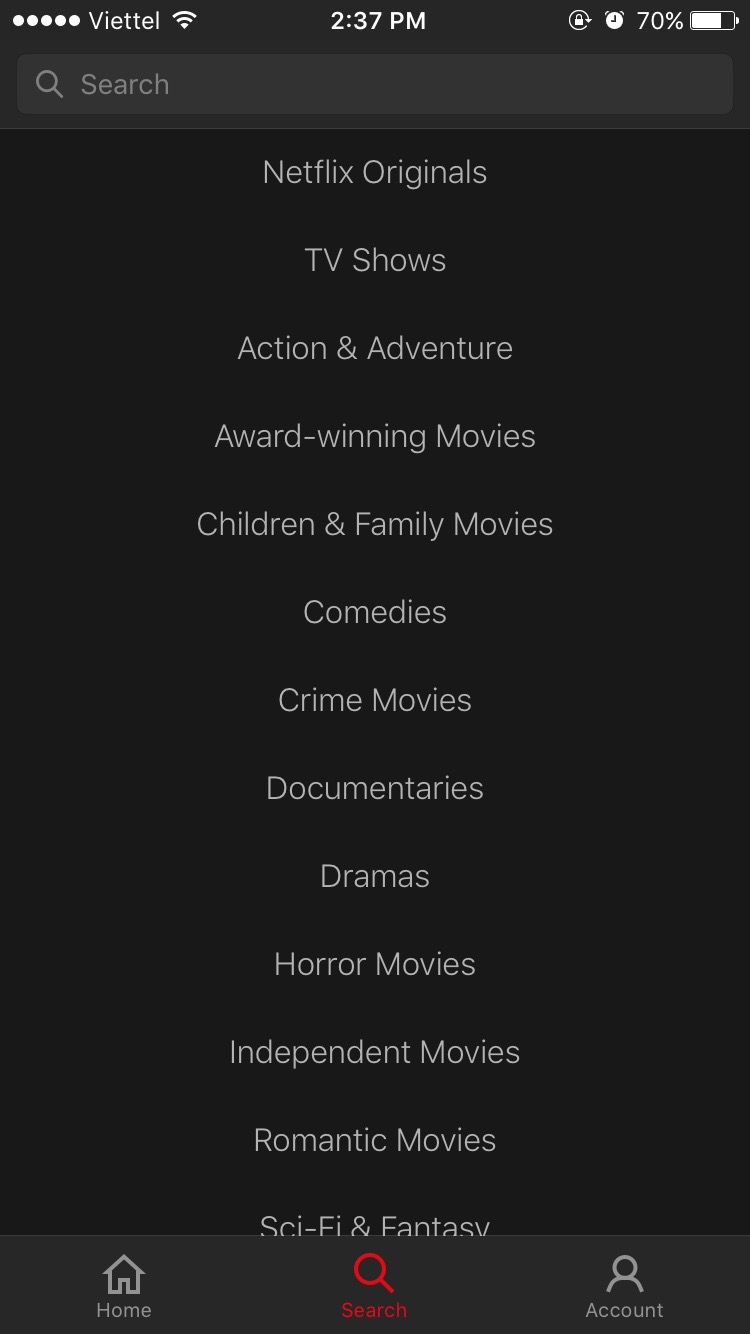 Viettel 2:37 PM 70%
Search
Netflix Originals
TV Shows
Action & Adventure
Award-winning Movies
Children & Family Movies
Comedies
Crime Movies
Documentaries
Dramas
Horror Movies
Independent Movies
Romantic Movies
Sci-Fi & Fantasy
Home Search Account